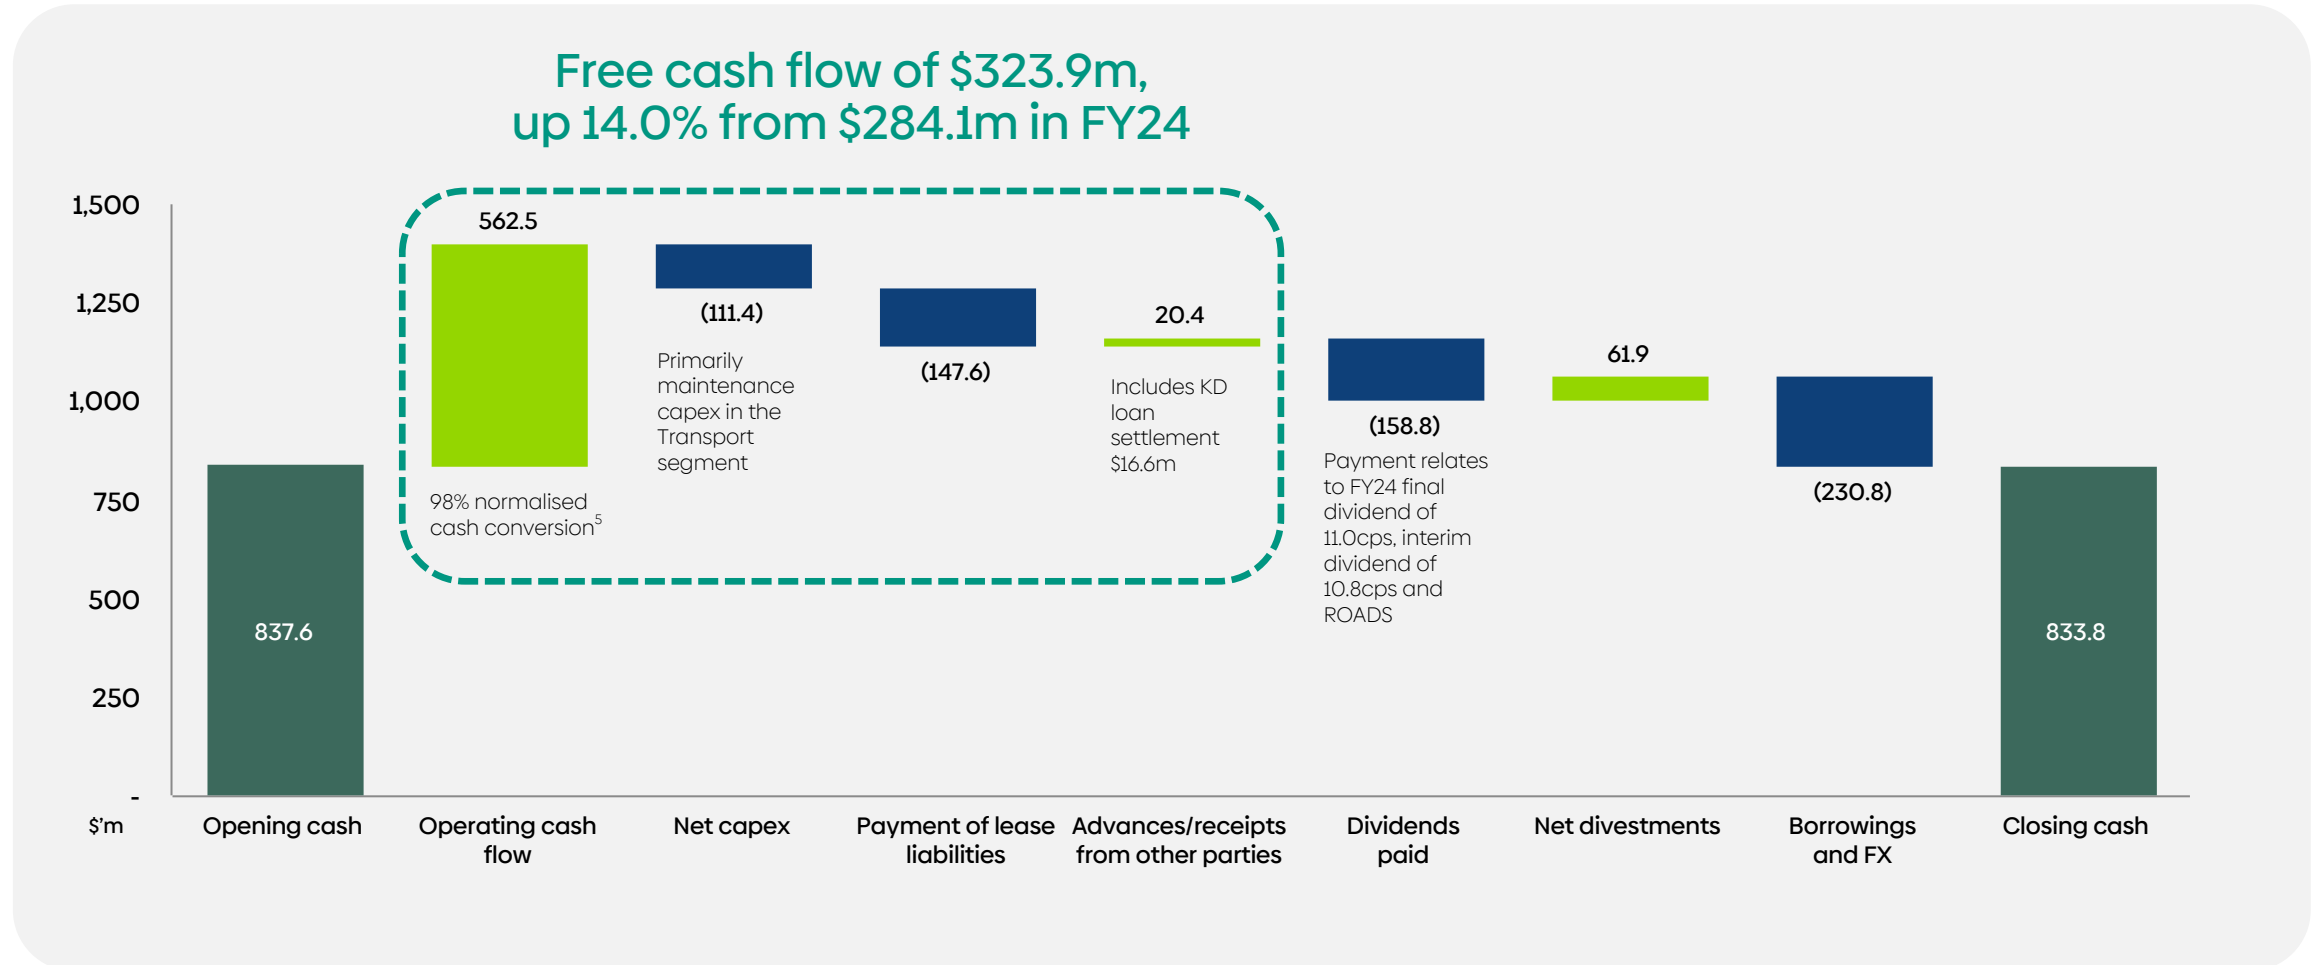 Free cash flow of $323.9m,
up 14.0% from $284.1m in FY24
1,500
1,250
1,000
750
500
250
-
$'m
837.6
Opening cash
562.5
98% normalised
cash conversion5
Operating cash
flow
(111.4)
Primarily
maintenance
capex in the
Transport
segment
Net capex
(147.6)
Payment of lease
liabilities
20.4
Includes KD
loan
settlement
$16.6m
Advances/receipts
from other parties
(158.8)
Payment relates
to FY24 final
dividend of
11.0cps, interim
dividend of
10.8cps and
ROADS
Dividends
paid
61.9
Net divestments
(230.8)
Borrowings
and FX
833.8
Closing cash